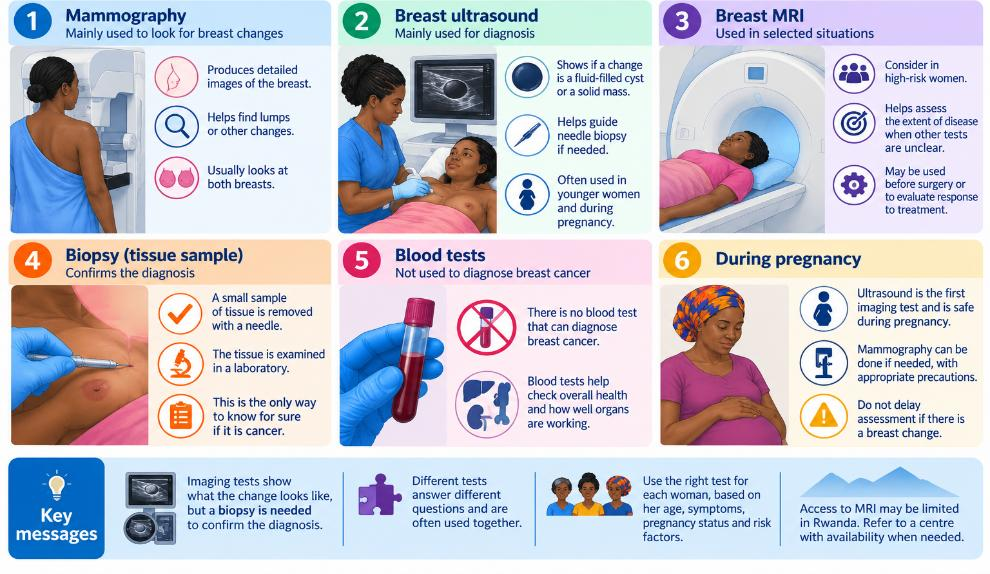 1
Mammography
Mainly used to look for breast changes
Produces detailed
images of the breast.
Helps find lumps
or other changes.
Usually looks at
both breasts.
2
Breast ultrasound
Mainly used for diagnosis
Shows if a change
is a fluid-filled cyst
or a solid mass.
Helps guide
needle biopsy
if needed.
Often used in
younger women
and during
pregnancy.
3
Breast MRI
Used in selected situations
Consider in
high-risk women.
Helps assess
the extent of disease
when other tests
are unclear.
May be used
before surgery or
to evaluate response
to treatment.
4
Biopsy (tissue sample)
Confirms the diagnosis
A small sample
of tissue is removed
with a needle.
The tissue is examined
in a laboratory.
This is the only way
to know for sure
if it is cancer.
5
Blood tests
Not used to diagnose breast cancer
There is no blood test
that can diagnose
breast cancer.
Blood tests help
check overall health
and how well organs
are working.
6
During pregnancy
Ultrasound is the first
imaging test and is safe
during pregnancy.
Mammography can be
done if needed, with
appropriate precautions.
Do not delay
assessment if there is
a breast change.
Key
messages
Imaging tests show
what the change looks like,
but a biopsy is needed
to confirm the diagnosis.
Different tests
answer different
questions and are
often used together.
Use the right test for
each woman, based on
her age, symptoms,
pregnancy status and risk
factors.
Access to MRI may be limited
in Rwanda. Refer to a centre
with availability when needed.